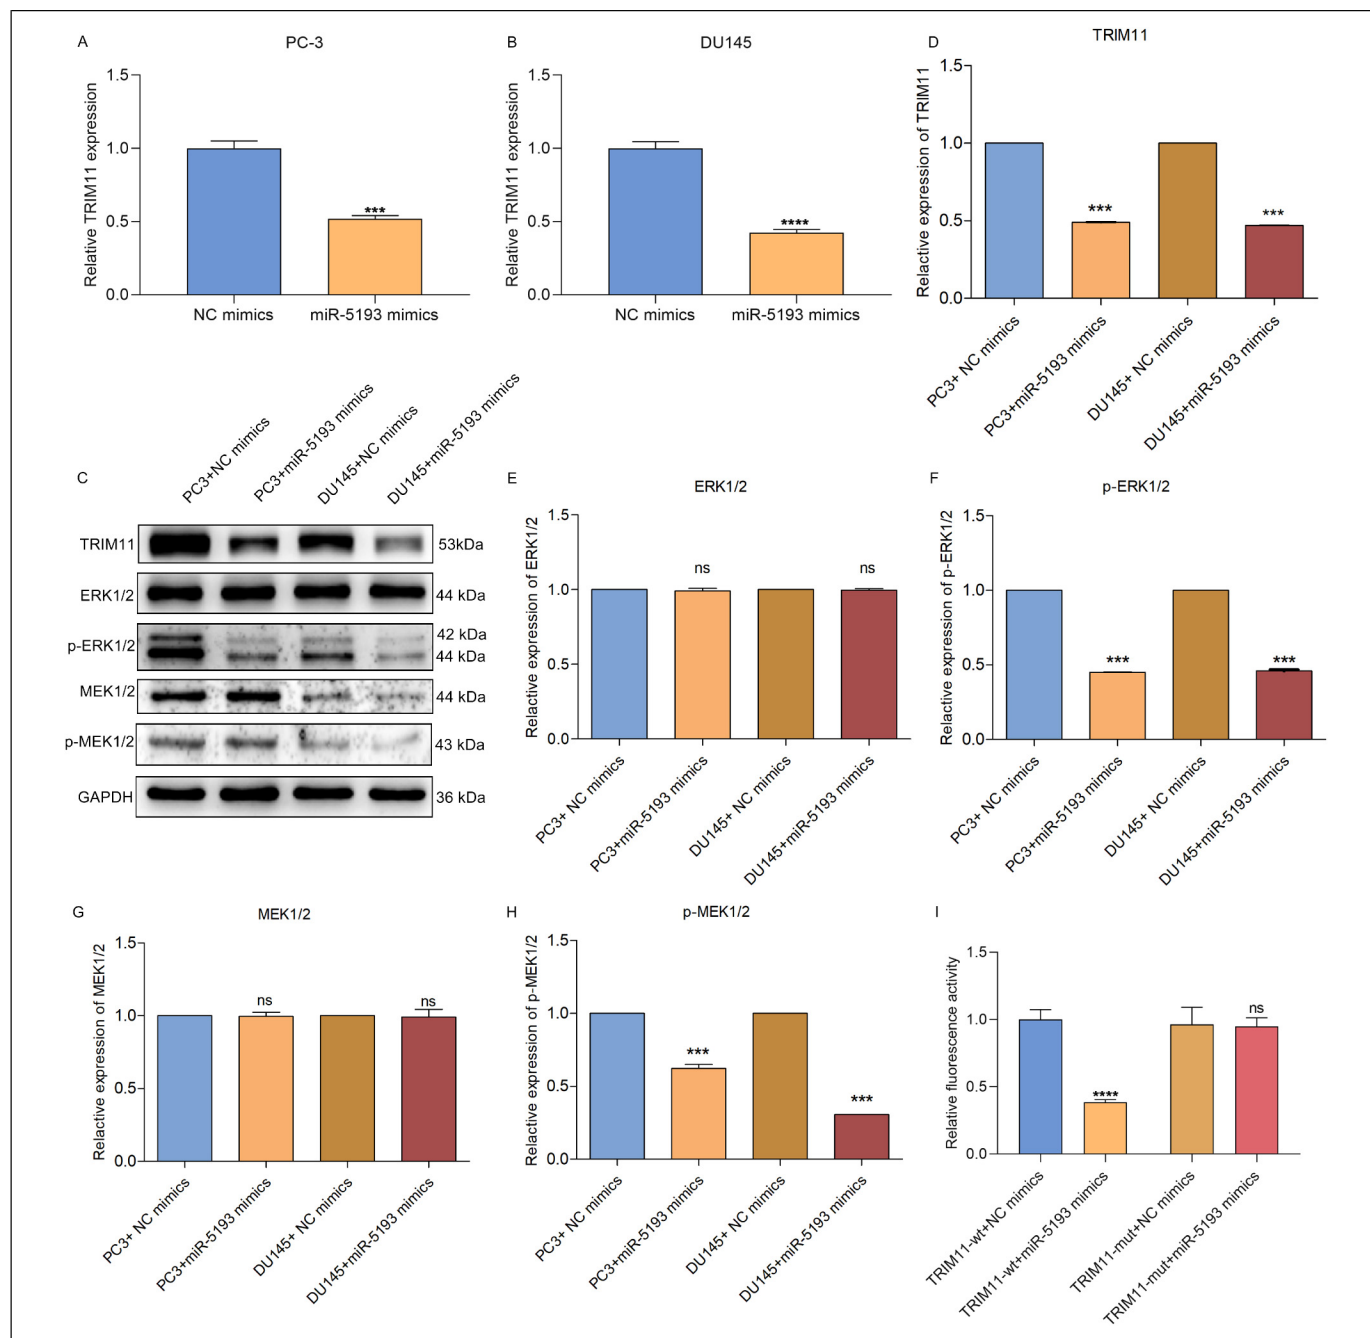 A
PC-3
Relative TRIM11 expression
1.5
1.0
0.5
0.0
***
NC mimics
miR-5193 mimics
B
DU145
Relative TRIM11 expression
1.5
1.0
0.5
0.0
****
NC mimics
miR-5193 mimics
D
TRIM11
Relactive expression of TRIM11
1.5
1.0
0.5
0.0
***
***
PC3+ NC mimics
PC3+miR-5193 mimics
DU145+ NC mimics
DU145+miR-5193 mimics
C
PC3+NC mimics
PC3+miR-5193 mimics
DU145+NC mimics
DU145+miR-5193 mimics
TRIM11
53kDa
ERK1/2
44 kDa
p-ERK1/2
42 kDa
44 kDa
MEK1/2
44 kDa
p-MEK1/2
43 kDa
GAPDH
36 kDa
E
ERK1/2
Relactive expression of ERK1/2
1.5
1.0
0.5
0.0
ns
ns
PC3+ NC mimics
PC3+miR-5193 mimics
DU145+ NC mimics
DU145+miR-5193 mimics
F
p-ERK1/2
Relactive expression of p-ERK1/2
1.5
1.0
0.5
0.0
***
***
PC3+ NC mimics
PC3+miR-5193 mimics
DU145+ NC mimics
DU145+miR-5193 mimics
G
MEK1/2
Relactive expression of MEK1/2
1.5
1.0
0.5
0.0
ns
ns
PC3+ NC mimics
PC3+miR-5193 mimics
DU145+ NC mimics
DU145+miR-5193 mimics
H
p-MEK1/2
Relactive expression of p-MEK1/2
1.5
1.0
0.5
0.0
***
***
PC3+ NC mimics
PC3+miR-5193 mimics
DU145+ NC mimics
DU145+miR-5193 mimics
I
Relative fluorescence activity
1.5
1.0
0.5
0.0
****
ns
TRIM11-wt+NC mimics
TRIM11-wt+miR-5193 mimics
TRIM11-mut+NC mimics
TRIM11-mut+miR-5193 mimics